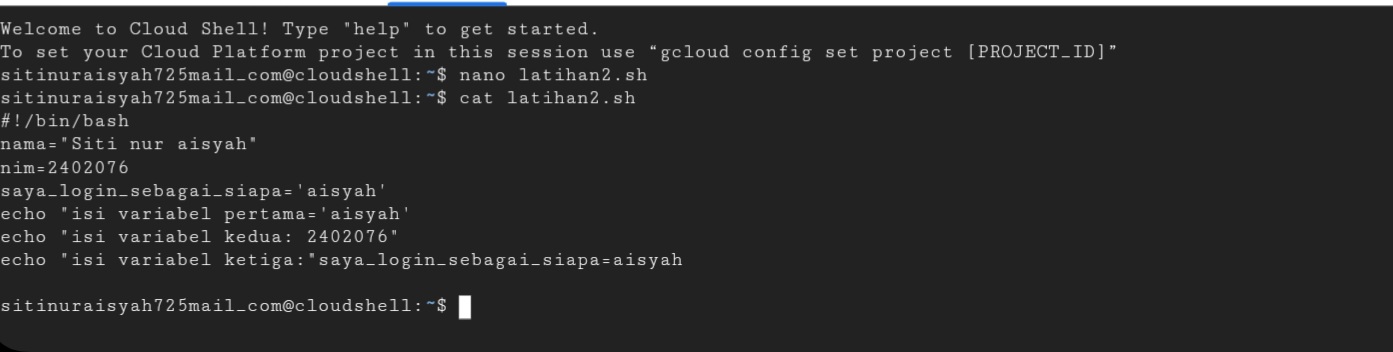 Welcome to Cloud Shell! Type "help" to get started.
To set your Cloud Platform project in this session use “gcloud config set project [PROJECT_ID]”
sitinuraisyah725mail_com@cloudshell:~$ nano latihan2.sh
sitinuraisyah725mail_com@cloudshell:~$ cat latihan2.sh
#!/bin/bash
nama="Siti nur aisyah"
nim=2402076
saya_login_sebagai_siapa='aisyah'
echo "isi variabel pertama='aisyah'
echo "isi variabel kedua: 2402076"
echo "isi variabel ketiga:"saya_login_sebagai_siapa=aisyah
sitinuraisyah725mail_com@cloudshell:~$